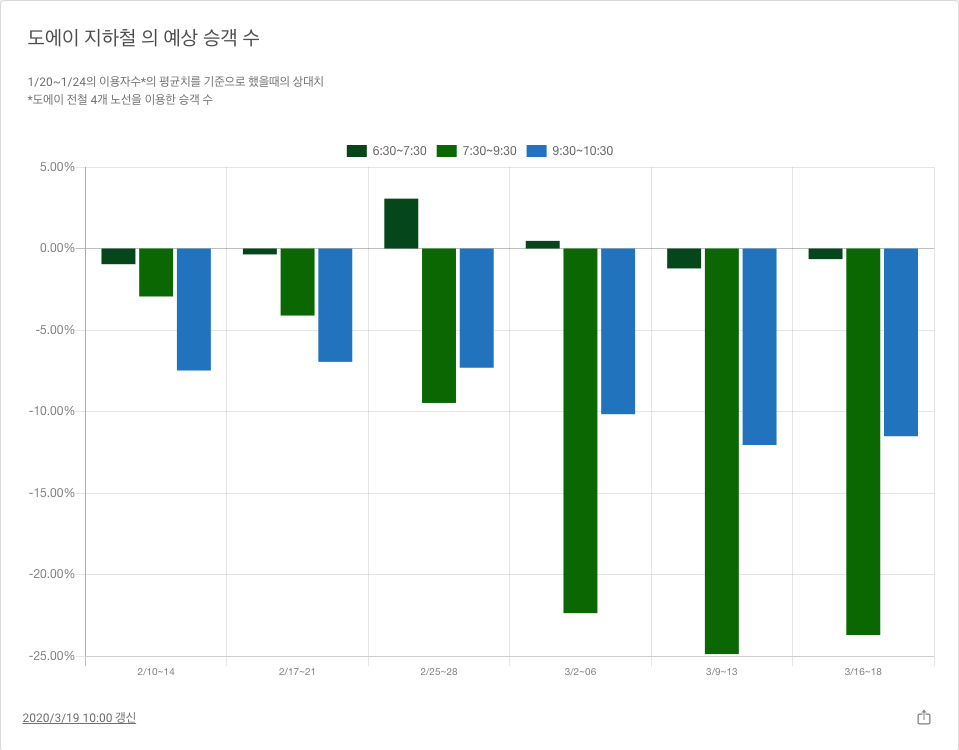 도에이 지하철 의 예상 승객 수
1/20~1/24의 이용자수*의 평균치를 기준으로 했을때의 상대치
*도에이 전철 4개 노선을 이용한 승객 수
6:30~7:30 7:30~9:30 9:30~10:30
5.00%
0.00%
-5.00%
-10.00%
-15.00%
-20.00%
-25.00%
2/10~14 2/17~21 2/25~28 3/2~06 3/9~13 3/16~18
2020/3/19 10:00 갱신